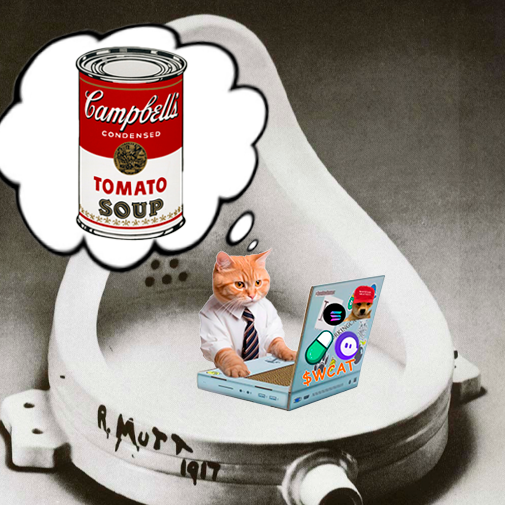 Campbell's
CONDENSED
TOMATO
SOUP
$WCAT
R. MUTT
1917